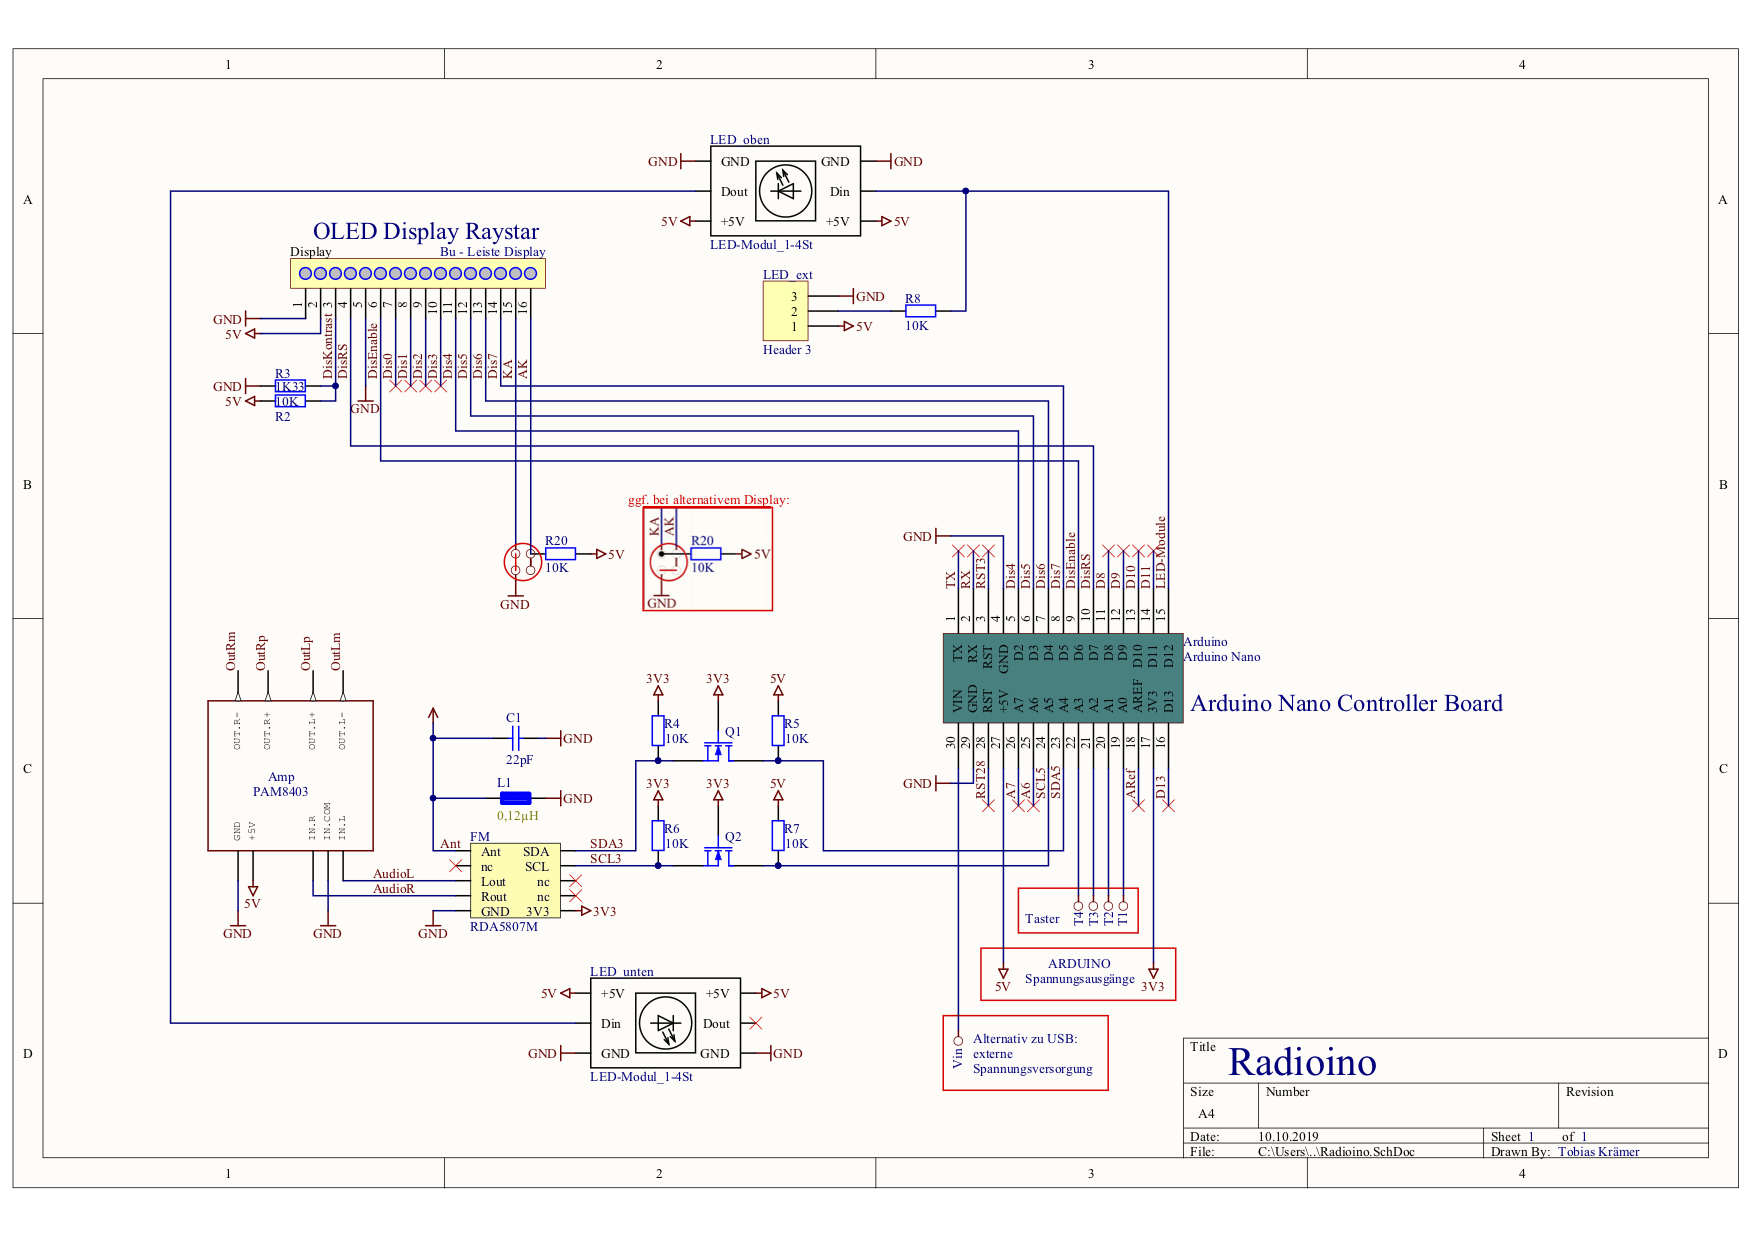 1 2 3 4
A A
B B
C C
D D
LED_oben
GND GND GND GND
Dout Din
5V +5V +5V 5V
LED-Modul_1-4St
OLED Display Raystar
Display Bu - Leiste Display
1 2 3 4 5 6 7 8 9 10 11 12 13 14 15 16
GND
5V
DisKontrast DisRS DisEnable Dis0 Dis1 Dis2 Dis3 Dis4 Dis5 Dis6 Dis7 KA AK
R3
GND 1K33
5V 10K
R2
GND
LED_ext
3 GND
2
1 5V
Header 3
R8
10K
R20
10K 5V
GND
ggf. bei alternativem Display:
KA AK
R20
10K 5V
GND
GND
TX RX RST3 Dis4 Dis5 Dis6 Dis7 DisEnable DisRS D8 D9 D10 D11 LED-Module
1 2 3 4 5 6 7 8 9 10 11 12 13 14 15
TX RX RST GND D2 D3 D4 D5 D6 D7 D8 D9 D10 D11 D12
VIN GND RST +5V A7 A6 A5 A4 A3 A2 A1 A0 AREF 3V3 D13
30 29 28 27 26 25 24 23 22 21 20 19 18 17 16
Arduino
Arduino Nano
Arduino Nano Controller Board
GND
RST28 A7 A6 SCL5 SDA5 ARef D13
OutRm OutRp OutLp OutLm
OUT.R- OUT.R+ OUT.L+ OUT.L-
Amp
PAM8403
GND +5V IN.R IN.COM IN.L
5V
GND GND
AudioL
AudioR
C1
22pF
GND
L1
0,12µH
GND
FM
Ant
Ant SDA SDA3
nc SCL SCL3
Lout nc
Rout nc
GND 3V3 3V3
RDA5807M
GND
3V3 3V3 5V
R4 10K Q1 R5 10K
3V3 3V3 5V
R6 10K Q2 R7 10K
Taster T4 T3 T2 T1
ARDUINO
Spannungsausgänge
5V 3V3
Vin
Alternativ zu USB:
externe
Spannungsversorgung
LED_unten
5V +5V +5V 5V
Din Dout
GND GND GND GND
LED-Modul_1-4St
Title Radioino
Size Number Revision
A4
Date: 10.10.2019 Sheet 1 of 1
File: C:\Users\..\Radioino.SchDoc Drawn By: Tobias Krämer
1 2 3 4